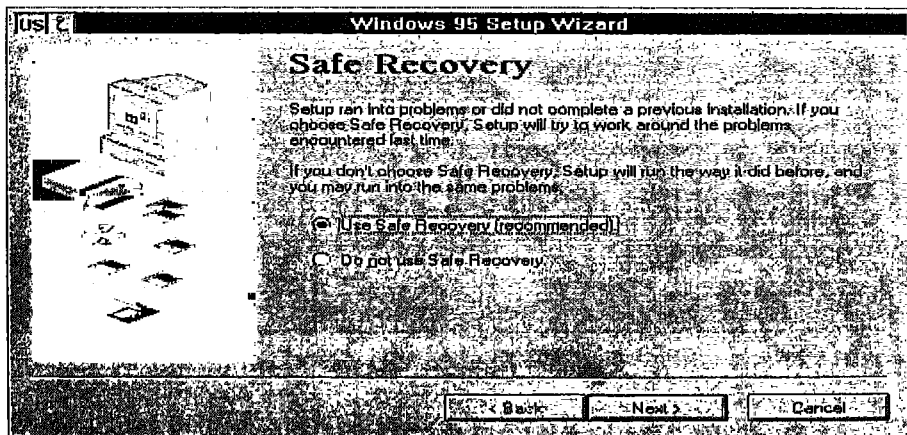 US
Windows 95 Setup Wizard
Safe Recovery
Setup ran into problems or did not complete a previous installation. If you
choose Safe Recovery, Setup will try to work around the problems
encountered last time.
If you don't choose Safe Recovery, Setup will run the way it did before, and
you may run into the same problems.
Use Safe Recovery (recommended).
Do not use Safe Recovery.
< Back
Next >
Cancel